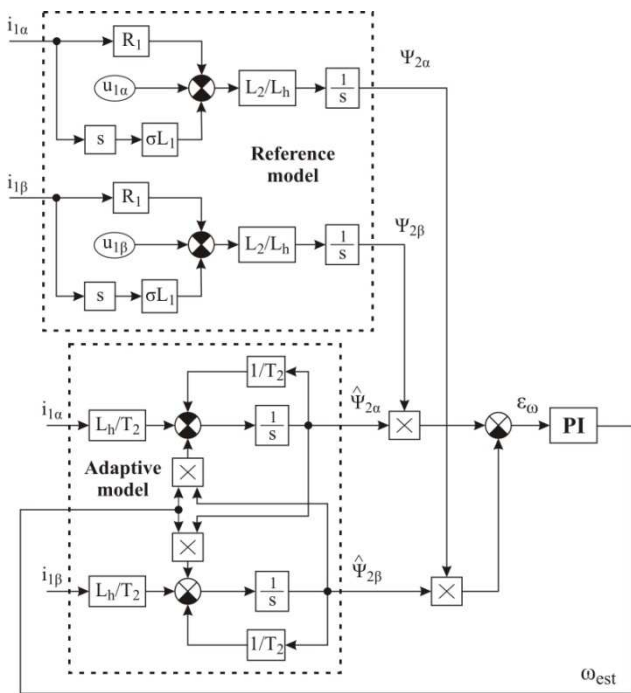 i₁α
R₁
u₁α
L₂/Lₕ
1/s
Ψ₂α
s
σL₁
Reference model
i₁β
R₁
u₁β
L₂/Lₕ
1/s
Ψ₂β
s
σL₁
1/T₂
i₁α
Lₕ/T₂
1/s
Ψ̂₂α
×
εω
PI
Adaptive model
×
×
i₁β
Lₕ/T₂
1/s
Ψ̂₂β
×
1/T₂
ωest